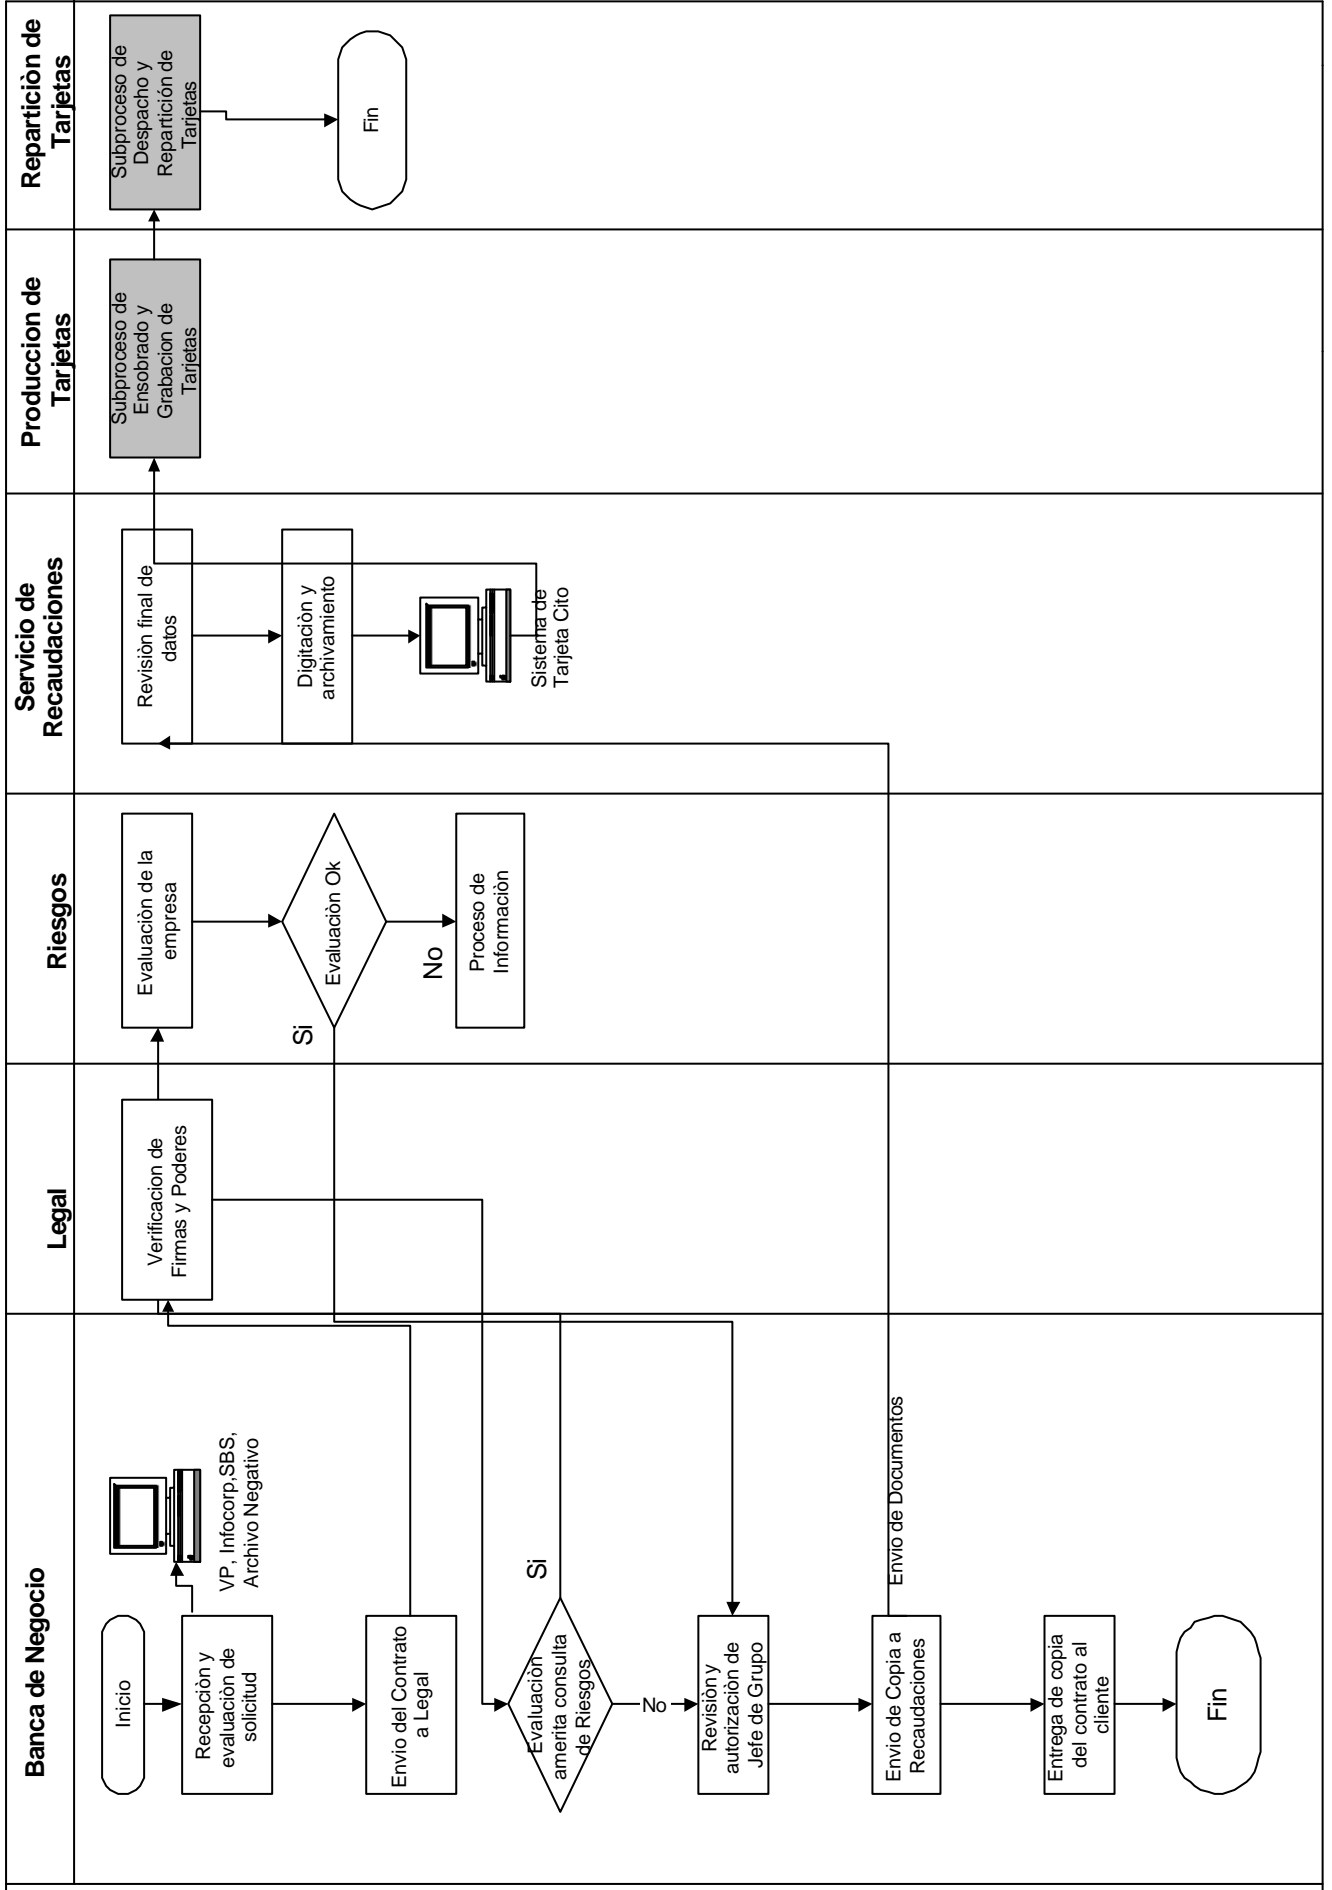 Banca de Negocio
Legal
Riesgos
Servicio de
Recaudaciones
Produccion de
Tarjetas
Reparticiòn de
Tarjetas
Inicio
Recepciòn y
evaluaciòn de
solicitud
VP, Infocorp,SBS,
Archivo Negativo
Envio del Contrato
a Legal
Evaluaciòn
amerita consulta
de Riesgos
Si
No
Revisiòn y
autorizaciòn de
Jefe de Grupo
Envio de Copia a
Recaudaciones
Envio de Documentos
Entrega de copia
del contrato al
cliente
Fin
Verificacion de
Firmas y Poderes
Evaluaciòn de la
empresa
Evaluaciòn Ok
Si
No
Proceso de
Informaciòn
Revisiòn final de
datos
Digitaciòn y
archivamiento
Sistema de
Tarjeta Cito
Subproceso de
Ensobrado y
Grabacion de
Tarjetas
Subproceso de
Despacho y
Repartición de
Tarjetas
Fin